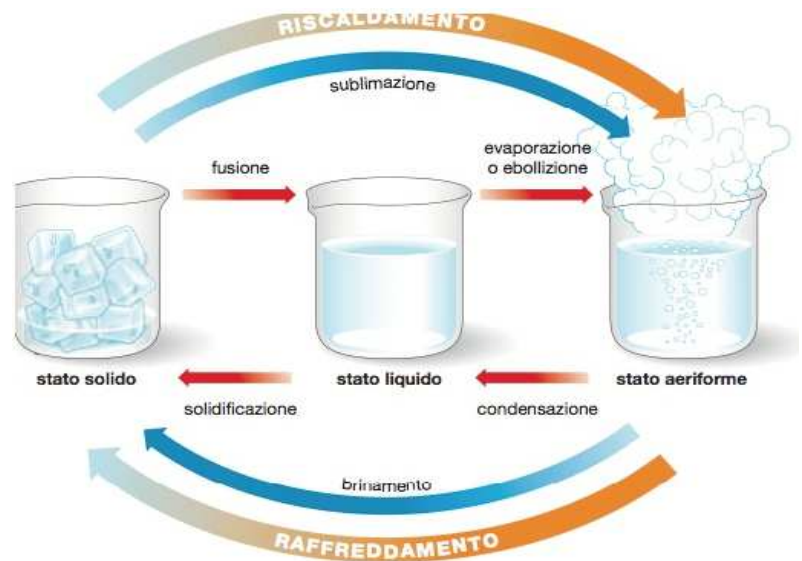 RISCALDAMENTO
sublimazione
fusione
evaporazione
o ebollizione
stato solido
stato liquido
stato aeriforme
solidificazione
condensazione
brinamento
RAFFREDDAMENTO